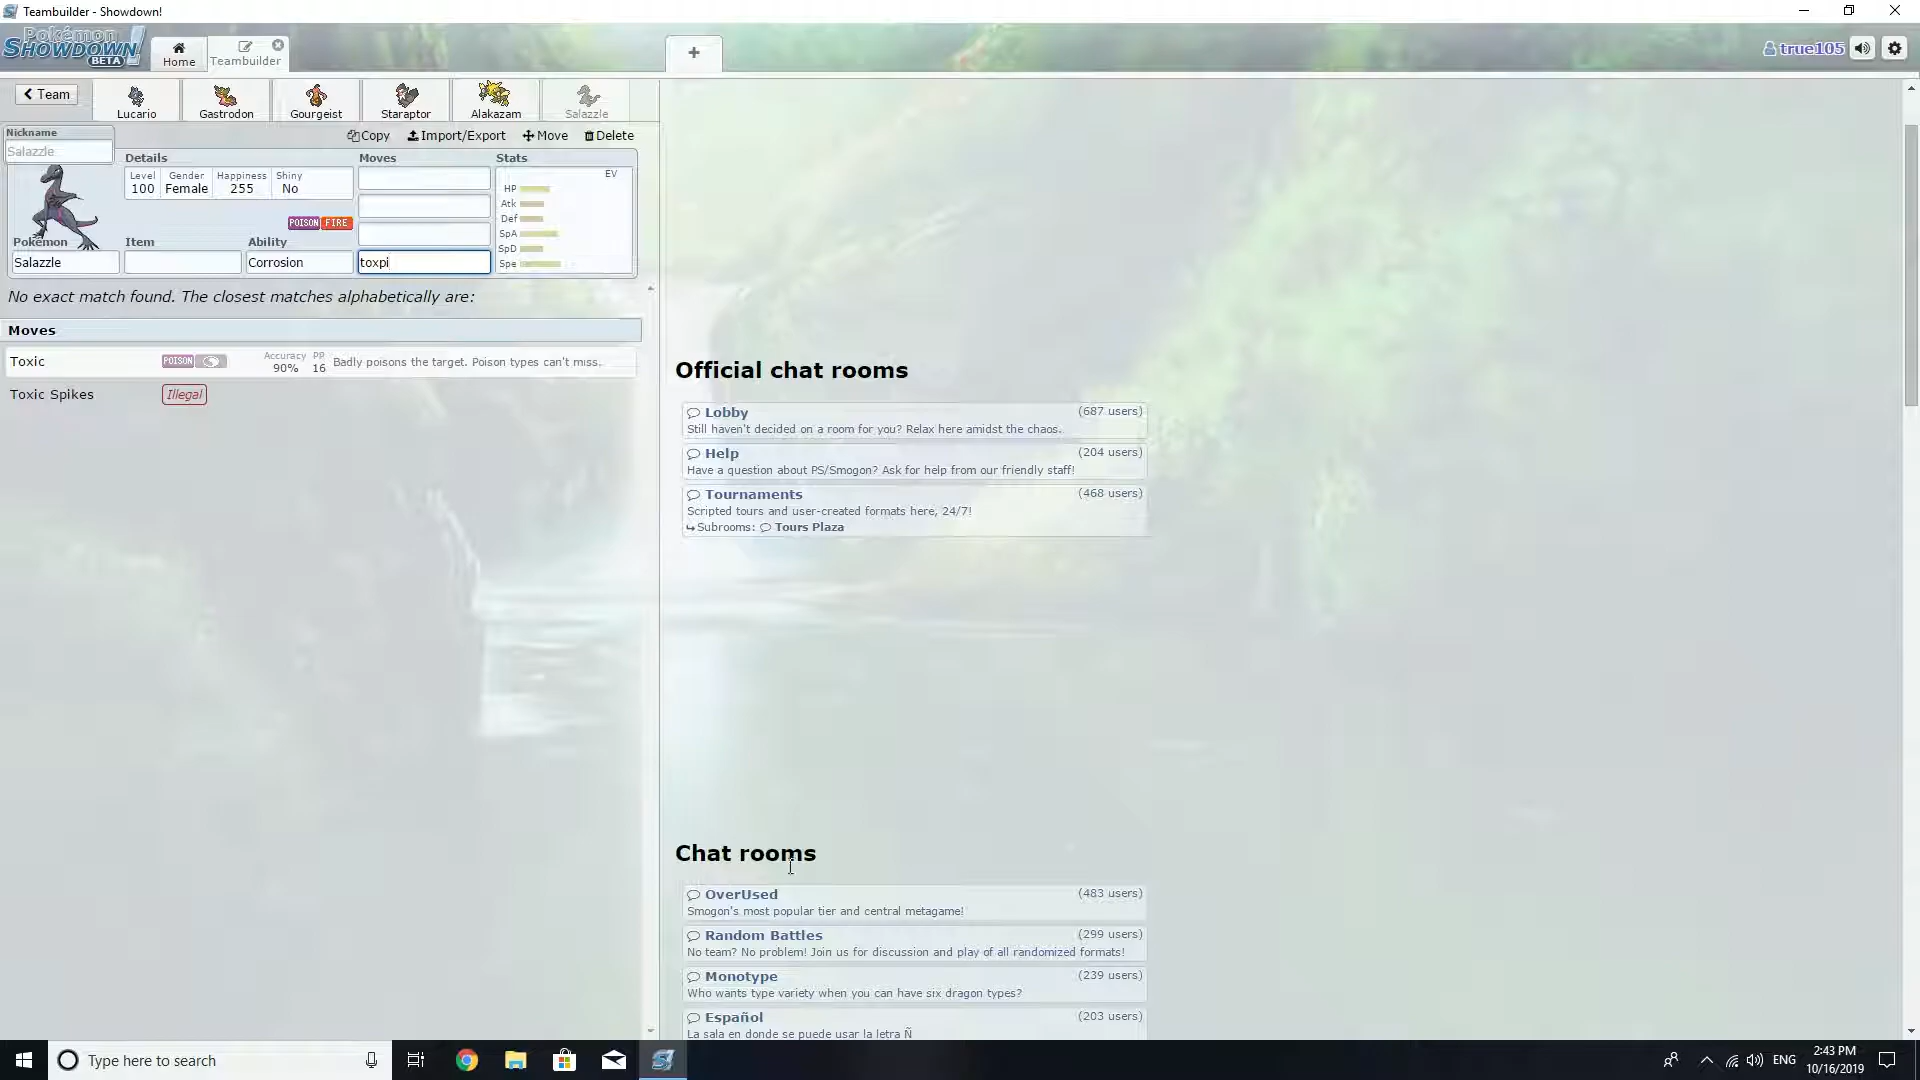 Teambuilder - Showdown!
Pokémon
SHOWDOWN!
BETA
Home
Teambuilder
+
true105
Team
Lucario
Gastrodon
Gourgeist
Staraptor
Alakazam
Salazzle
Nickname
Salazzle
Copy
Import/Export
Move
Delete
Details
Moves
Stats
Level
Gender
Happiness
Shiny
100
Female
255
No
EV
HP
Atk
Def
SpA
SpD
Spe
POISON FIRE
Pokémon
Item
Ability
Salazzle
Corrosion
toxpi
No exact match found. The closest matches alphabetically are:
Moves
Toxic
POISON
Accuracy
90%
PP
16
Badly poisons the target. Poison types can't miss.
Toxic Spikes
Illegal
Official chat rooms
Lobby
(687 users)
Still haven't decided on a room for you? Relax here amidst the chaos.
Help
(204 users)
Have a question about PS/Smogon? Ask for help from our friendly staff!
Tournaments
(468 users)
Scripted tours and user-created formats here, 24/7!
Subrooms: Tours Plaza
Chat rooms
OverUsed
(483 users)
Smogon's most popular tier and central metagame!
Random Battles
(299 users)
No team? No problem! Join us for discussion and play of all randomized formats!
Monotype
(239 users)
Who wants type variety when you can have six dragon types?
Español
(203 users)
La sala en donde se puede usar la letra Ñ
Type here to search
ENG
2:43 PM
10/16/2019